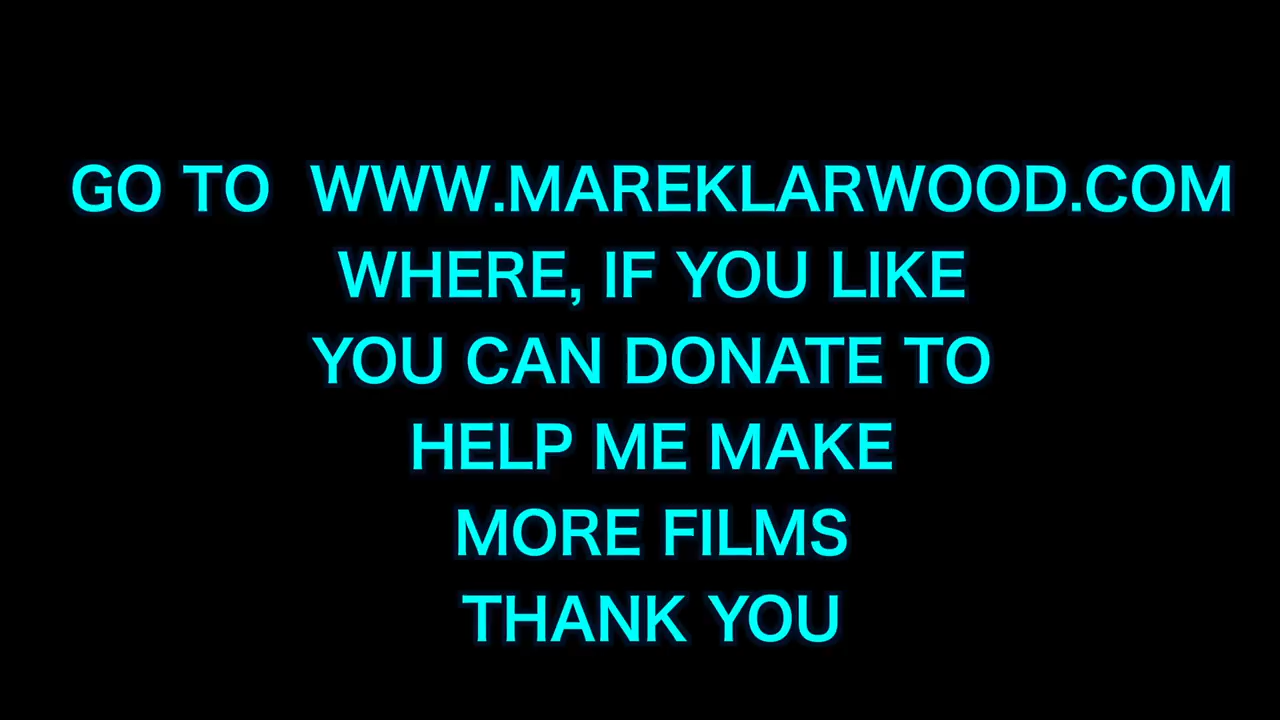 GO TO  WWW.MAREKLARWOOD.COM
WHERE, IF YOU LIKE
YOU CAN DONATE TO
HELP ME MAKE
MORE FILMS
THANK YOU